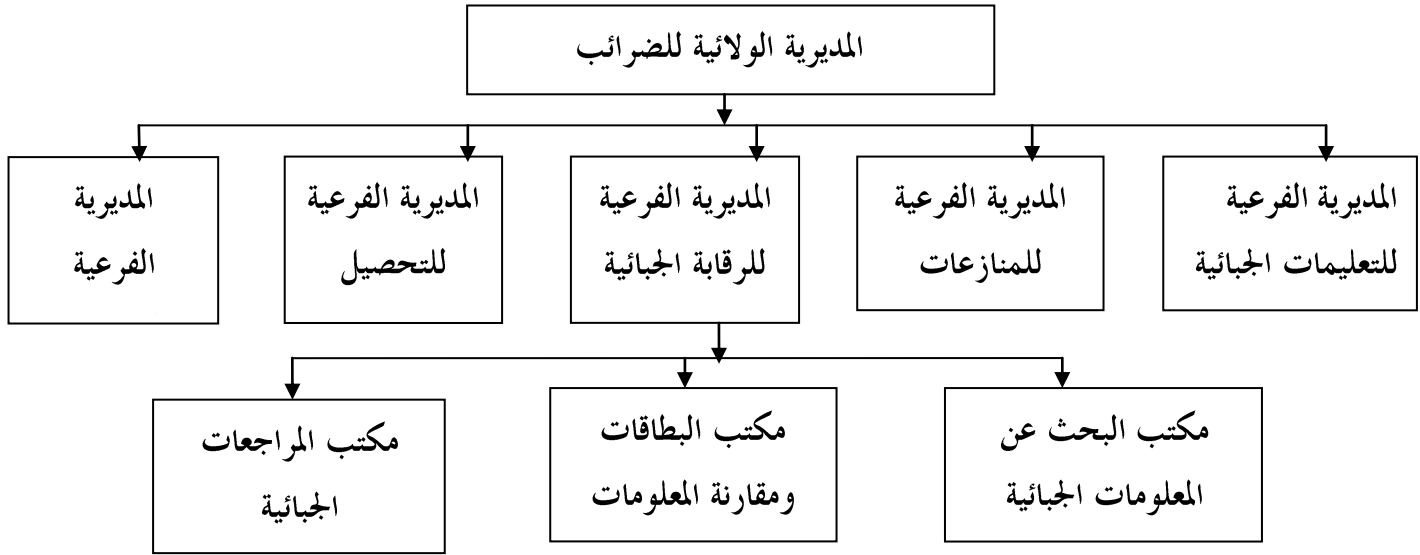 المديرية الولائية للضرائب
المديرية الفرعية
للتعليمات الجبائية
المديرية الفرعية
للمنازعات
المديرية الفرعية
للرقابة الجبائية
المديرية الفرعية
للتحصيل
المديرية
الفرعية
مكتب البحث عن
المعلومات الجبائية
مكتب البطاقات
ومقارنة المعلومات
مكتب المراجعات
الجبائية